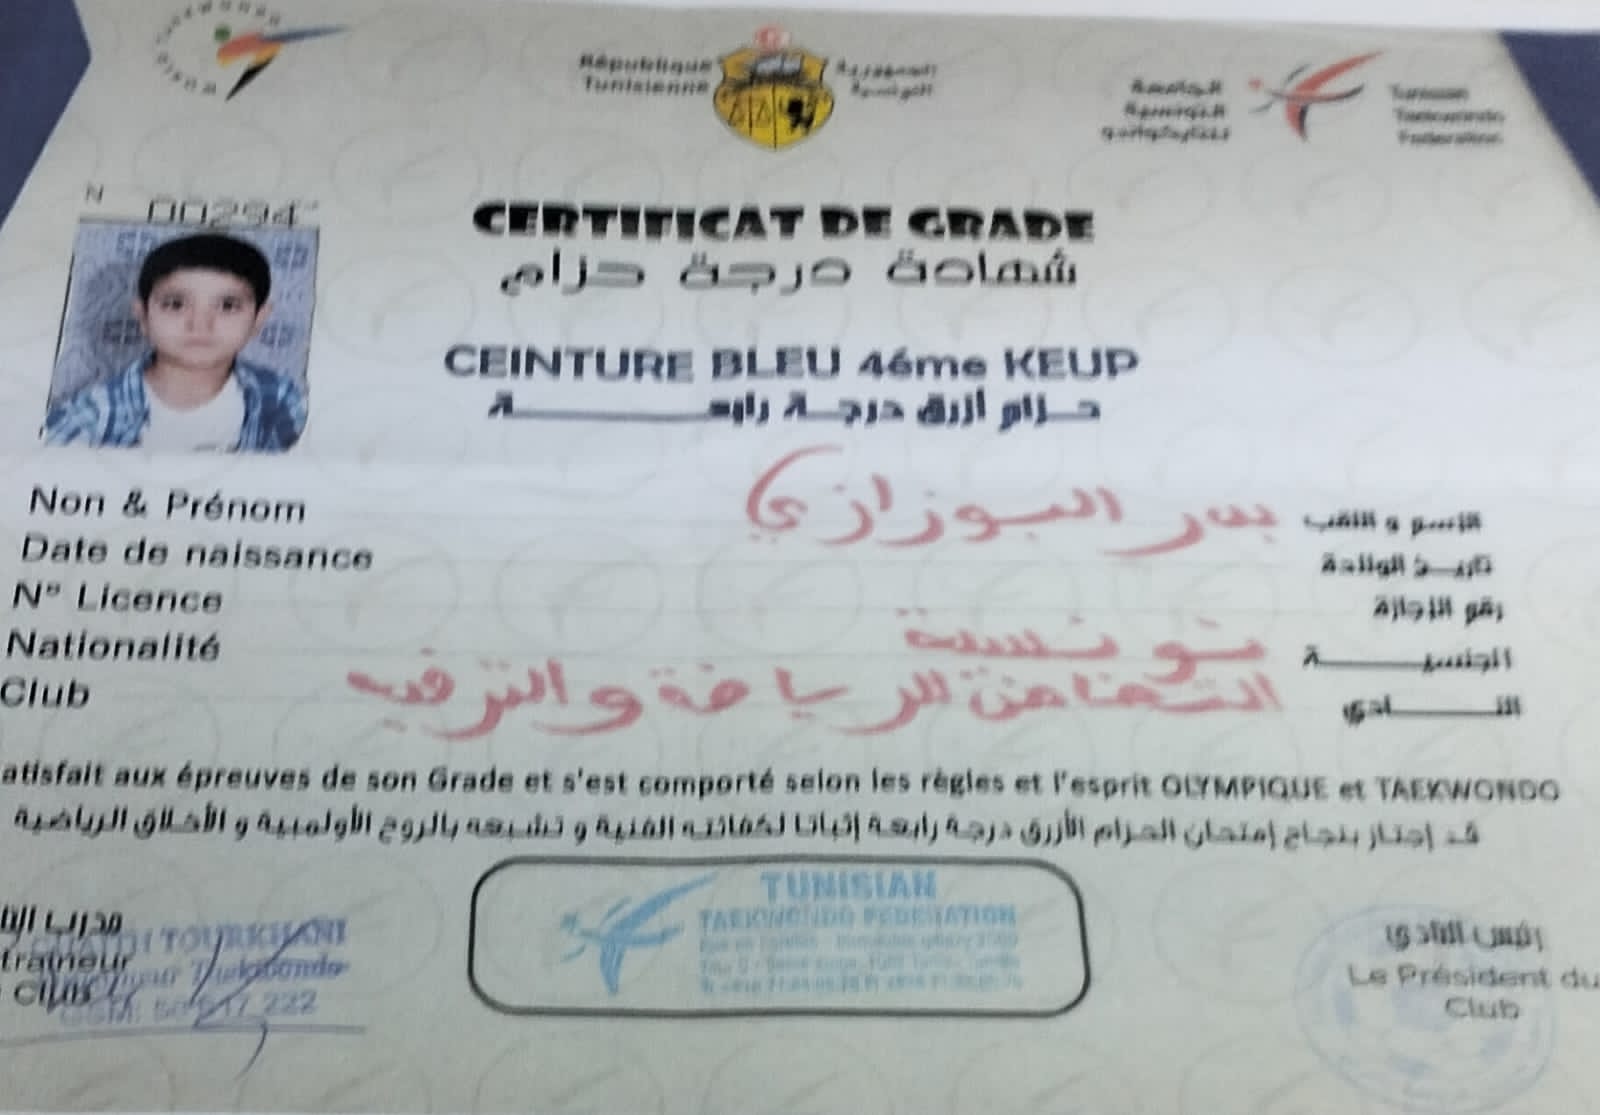 République
Tunisienne
الجمهورية
التونسية
الجامعة
التونسية
للتايكواندو
Tunisian
Taekwondo
Federation
N 00294
CERTIFICAT DE GRADE
شهادة درجة حزام
CEINTURE BLEU 4éme KEUP
حزام أزرق درجة رابعة
Non & Prénom بدر البوزازي الإسم و اللقب
Date de naissance تاريخ الولادة
N° Licence رقم الإجازة
Nationalité تونسية الجنسية
Club التضامن للرياضة والترفيه النادي
atisfait aux épreuves de son Grade et s'est comporté selon les règles et l'esprit OLYMPIQUE et TAEKWONDO
قد إجتاز بنجاح إمتحان الحزام الأزرق درجة رابعة إثباتا لكفائته الفنية و تشبعه بالروح الأولمبية و الأخلاق الرياضية
مدرب
traineur
Club
TOURKHANI
TUNISIAN
TAEKWONDO FEDERATION
رئيس النادي
Le Président du
Club